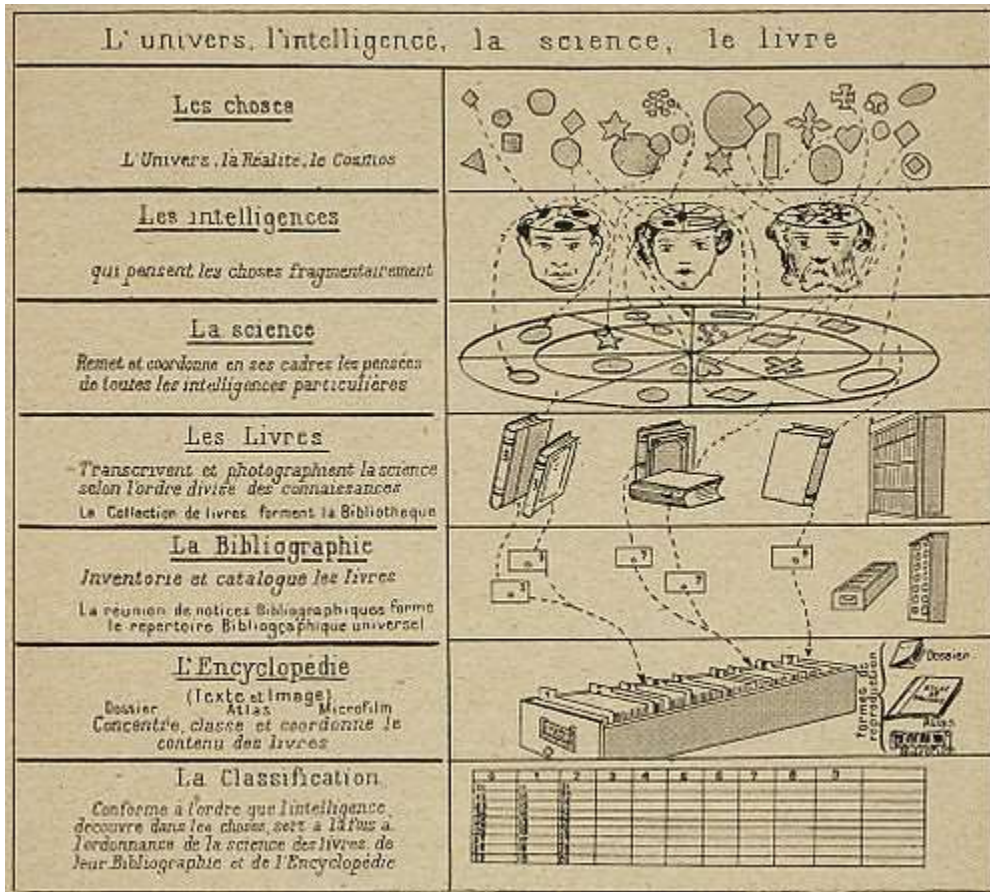 L'univers, l'intelligence, la science, le livre
Les choses
L'Univers, la Réalité, le Cosmos
Les intelligences
qui pensent les choses fragmentairement
La science
Remet et coordonne en ses cadres les pensées
de toutes les intelligences particulières
Les Livres
Transcrivent et photographient la science
selon l'ordre divisé des connaissances
La Collection de livres forment la Bibliothèque
La Bibliographie
Inventorie et catalogue les livres
La réunion de notices Bibliographiques forme
le repertoire Bibliographique universel
L'Encyclopédie
(Texte et Image)
Dossier Atlas Microfilm
Concentre, classe et coordonne le
contenu des livres
formes de
reproduction
Dossier
Atlas
La Classification
Conforme à l'ordre que l'intelligence
découvre dans les choses, sert à la fois à
l'ordonnance de la science des livres, de
leur Bibliographie et de l'Encyclopédie
0 1 2 3 4 5 6 7 8 9